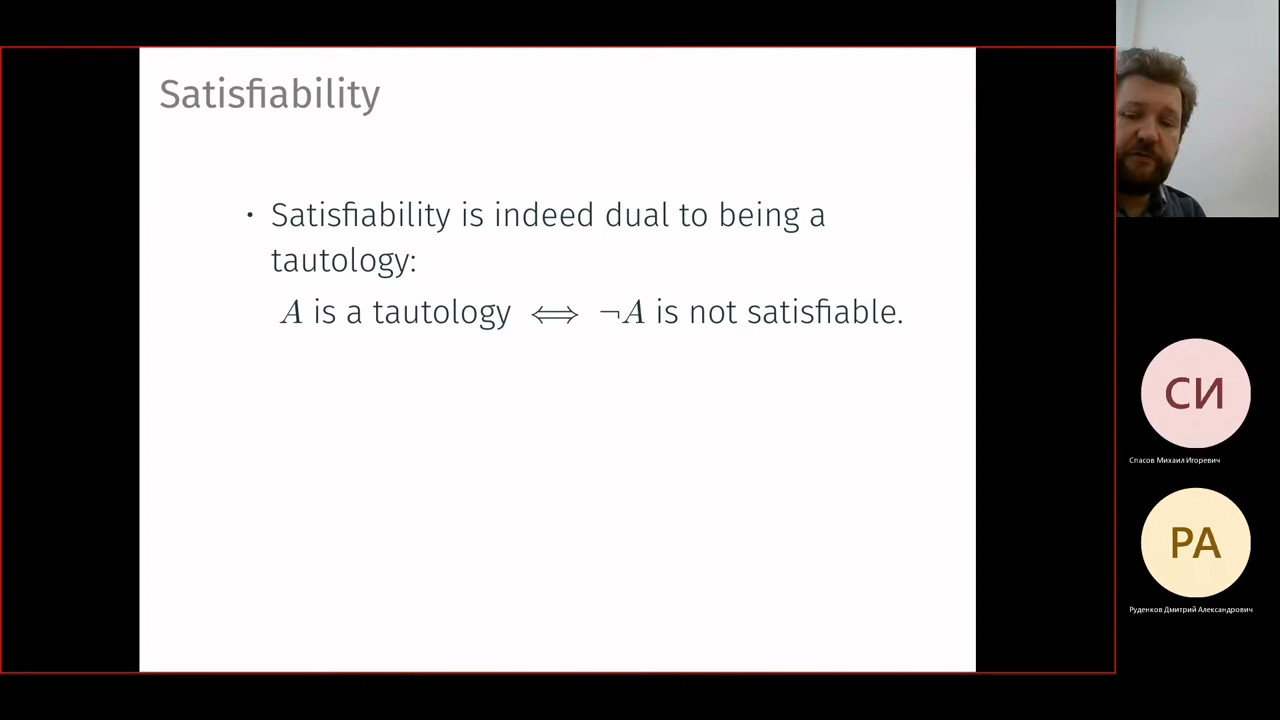 Satisfiability
· Satisfiability is indeed dual to being a
tautology:
A is a tautology ⟺ ¬A is not satisfiable.
СИ
Спасов Михаил Игоревич
РА
Руденков Дмитрий Александрович